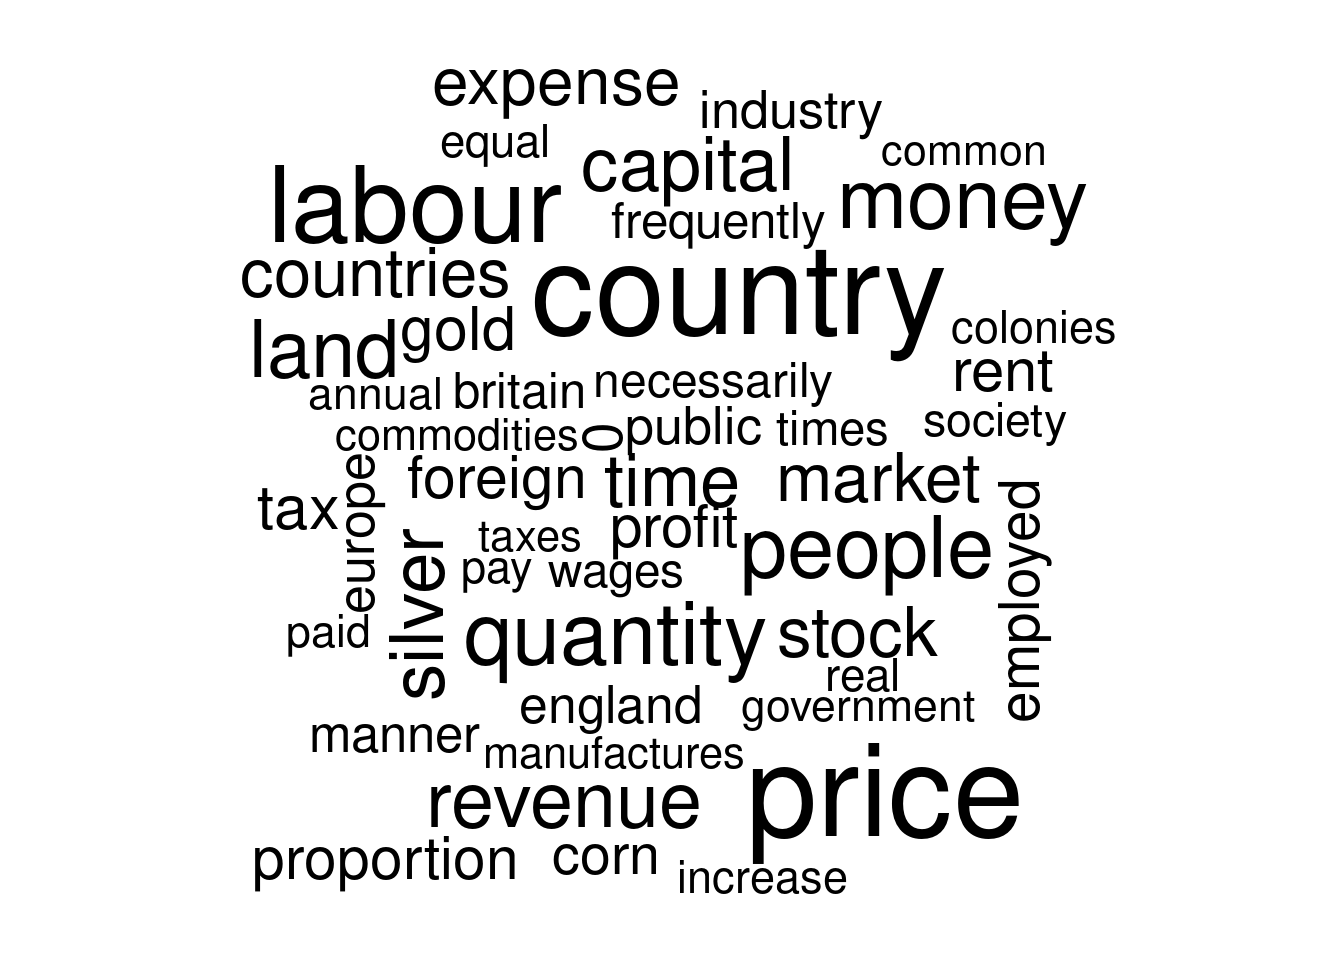 expense
industry
equal
capital
common
labour
frequently
money
countries
country
gold
colonies
land
rent
annual
britain
necessarily
commodities
0
public
times
society
europe
foreign
time
market
tax
employed
taxes
profit
people
silver
pay
wages
paid
quantity
stock
real
england
government
manner
manufactures
revenue
price
proportion
corn
increase